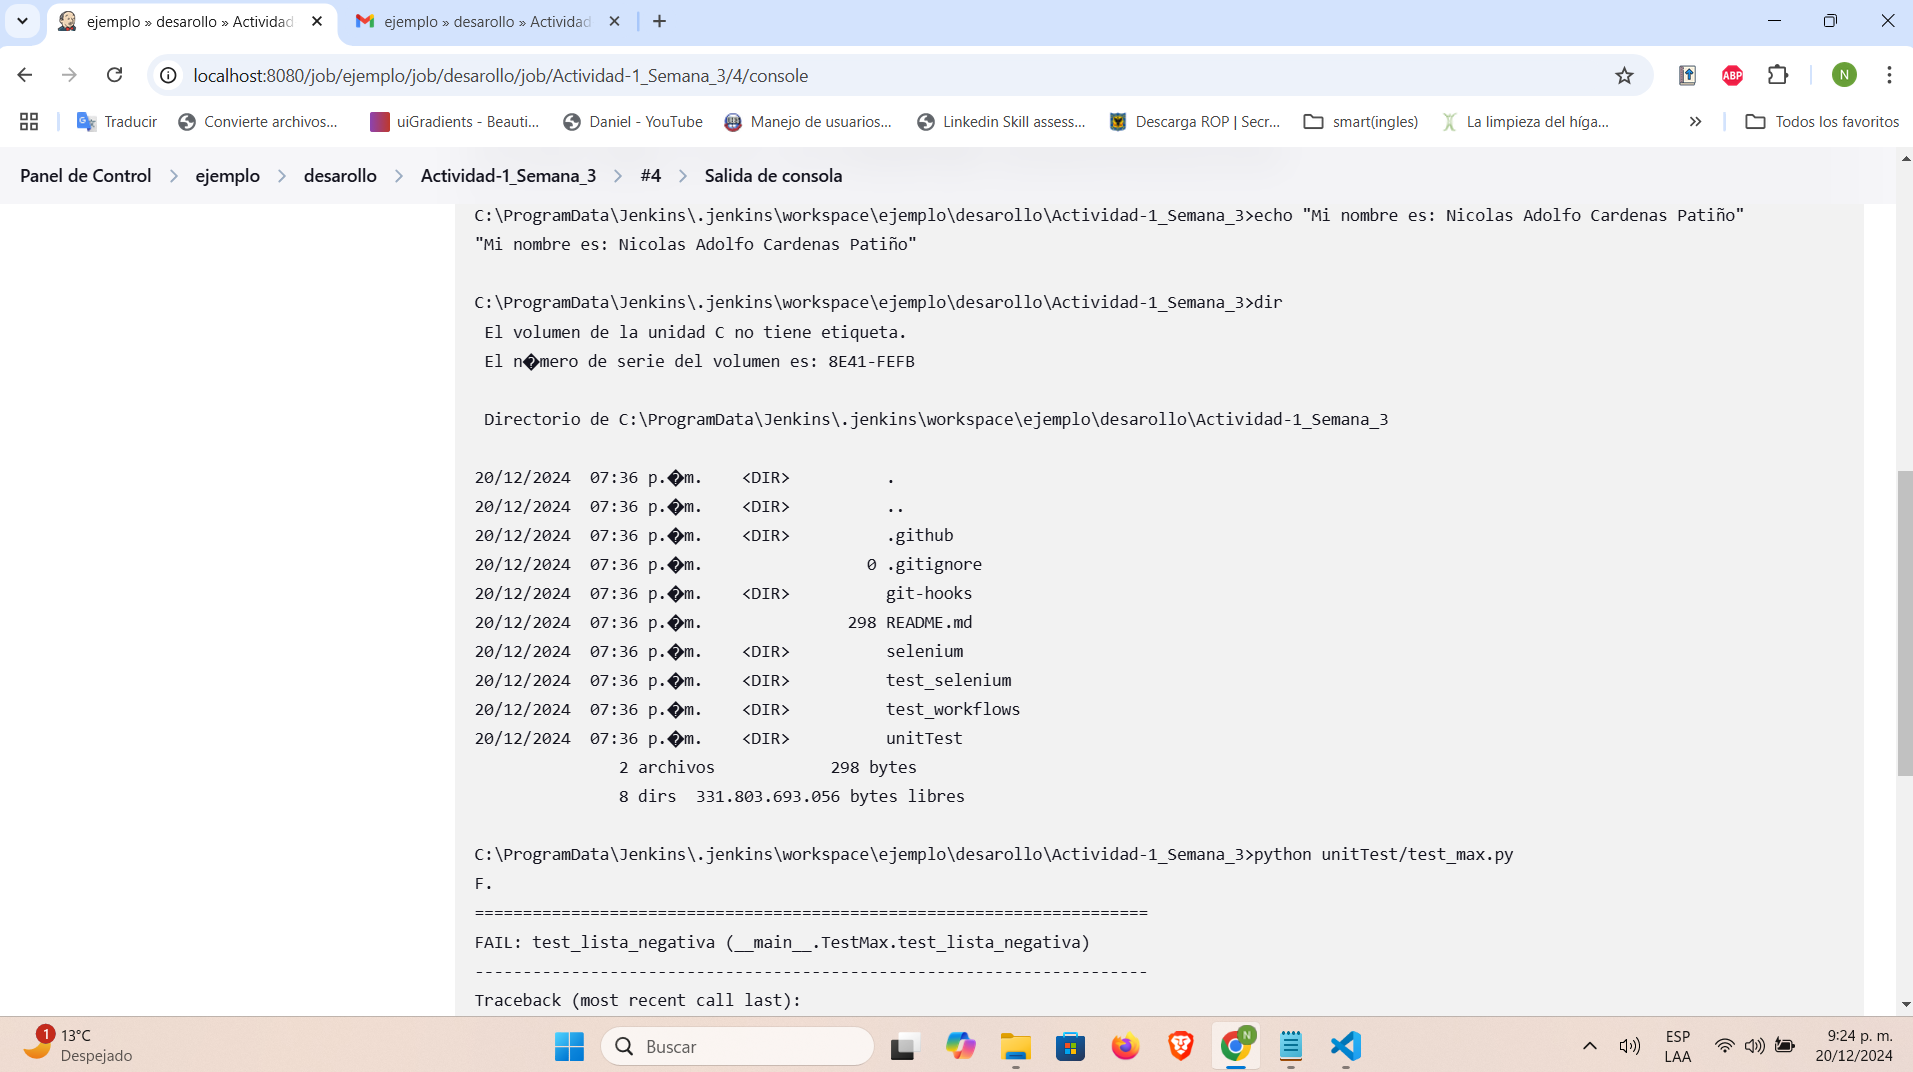 ejemplo » desarollo » Actividad
ejemplo » desarollo » Actividad
localhost:8080/job/ejemplo/job/desarollo/job/Actividad-1_Semana_3/4/console
ABP
N
Traducir
Convierte archivos...
uiGradients - Beauti...
Daniel - YouTube
Manejo de usuarios...
Linkedin Skill assess...
Descarga ROP | Secr...
smart(ingles)
La limpieza del híga...
»
Todos los favoritos
Panel de Control > ejemplo > desarollo > Actividad-1_Semana_3 > #4 > Salida de consola
C:\ProgramData\Jenkins\.jenkins\workspace\ejemplo\desarollo\Actividad-1_Semana_3>echo "Mi nombre es: Nicolas Adolfo Cardenas Patiño"
"Mi nombre es: Nicolas Adolfo Cardenas Patiño"
C:\ProgramData\Jenkins\.jenkins\workspace\ejemplo\desarollo\Actividad-1_Semana_3>dir
El volumen de la unidad C no tiene etiqueta.
El n�mero de serie del volumen es: 8E41-FEFB
Directorio de C:\ProgramData\Jenkins\.jenkins\workspace\ejemplo\desarollo\Actividad-1_Semana_3
20/12/2024  07:36 p.�m.    <DIR>          .
20/12/2024  07:36 p.�m.    <DIR>          ..
20/12/2024  07:36 p.�m.    <DIR>          .github
20/12/2024  07:36 p.�m.                 0 .gitignore
20/12/2024  07:36 p.�m.    <DIR>          git-hooks
20/12/2024  07:36 p.�m.               298 README.md
20/12/2024  07:36 p.�m.    <DIR>          selenium
20/12/2024  07:36 p.�m.    <DIR>          test_selenium
20/12/2024  07:36 p.�m.    <DIR>          test_workflows
20/12/2024  07:36 p.�m.    <DIR>          unitTest
2 archivos            298 bytes
8 dirs  331.803.693.056 bytes libres
C:\ProgramData\Jenkins\.jenkins\workspace\ejemplo\desarollo\Actividad-1_Semana_3>python unitTest/test_max.py
F.
======================================================================
FAIL: test_lista_negativa (__main__.TestMax.test_lista_negativa)
----------------------------------------------------------------------
Traceback (most recent call last):
1
13°C
Despejado
Buscar
N
ESP
LAA
9:24 p. m.
20/12/2024